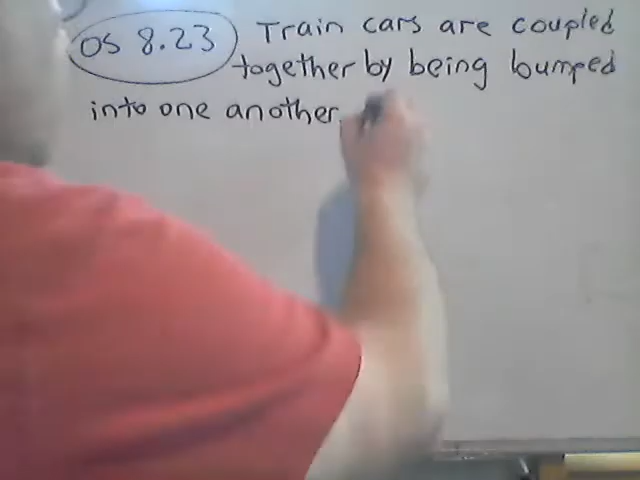 OS 8.23 Train cars are coupled
together by being bumped
into one another.